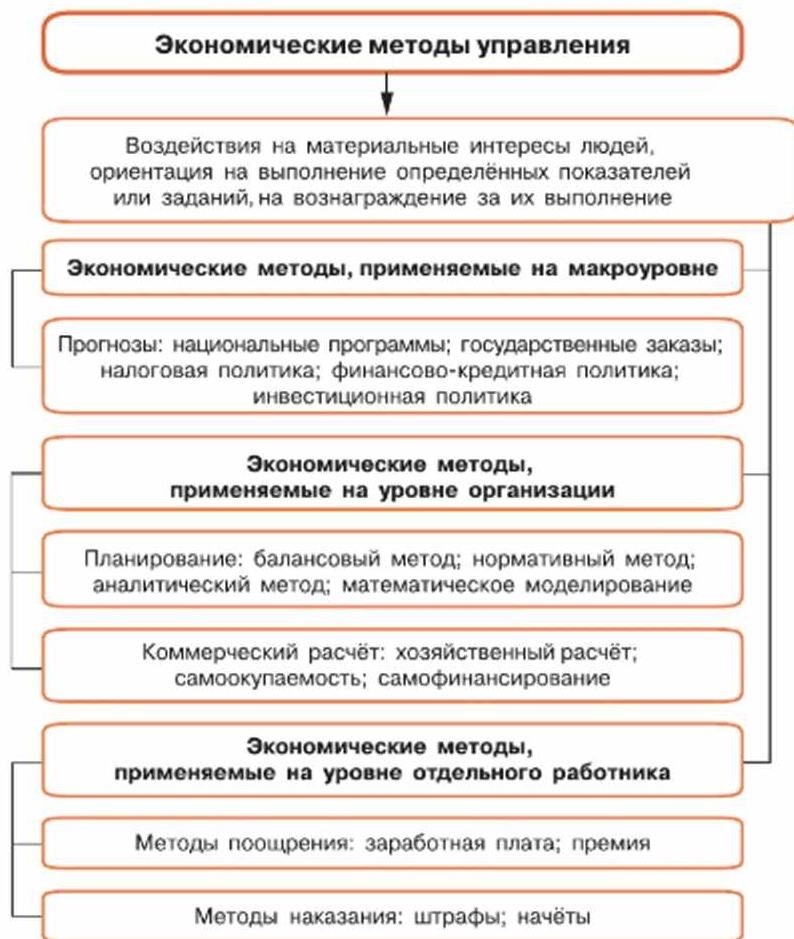 Экономические методы управления
Воздействия на материальные интересы людей,
ориентация на выполнение определённых показателей
или заданий, на вознаграждение за их выполнение
Экономические методы, применяемые на макроуровне
Прогнозы: национальные программы; государственные заказы;
налоговая политика; финансово-кредитная политика;
инвестиционная политика
Экономические методы,
применяемые на уровне организации
Планирование: балансовый метод; нормативный метод;
аналитический метод; математическое моделирование
Коммерческий расчёт: хозяйственный расчёт;
самоокупаемость; самофинансирование
Экономические методы,
применяемые на уровне отдельного работника
Методы поощрения: заработная плата; премия
Методы наказания: штрафы; начёты